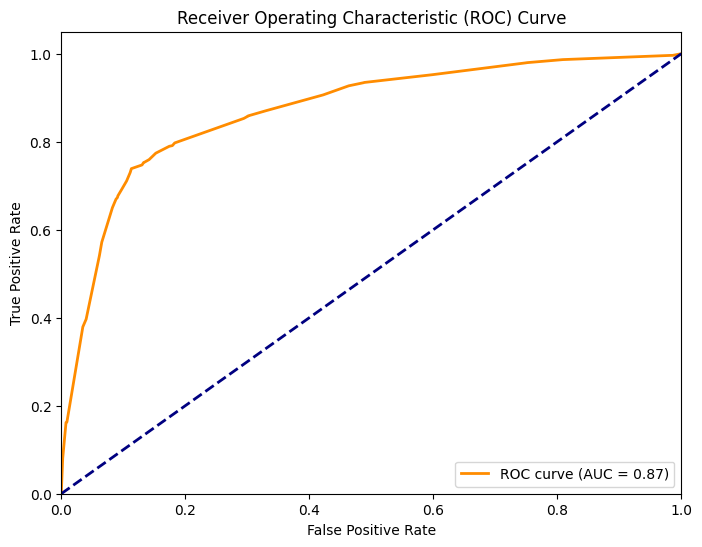 Receiver Operating Characteristic (ROC) Curve
1.0
0.8
0.6
0.4
0.2
0.0
True Positive Rate
ROC curve (AUC = 0.87)
0.0 0.2 0.4 0.6 0.8 1.0
False Positive Rate